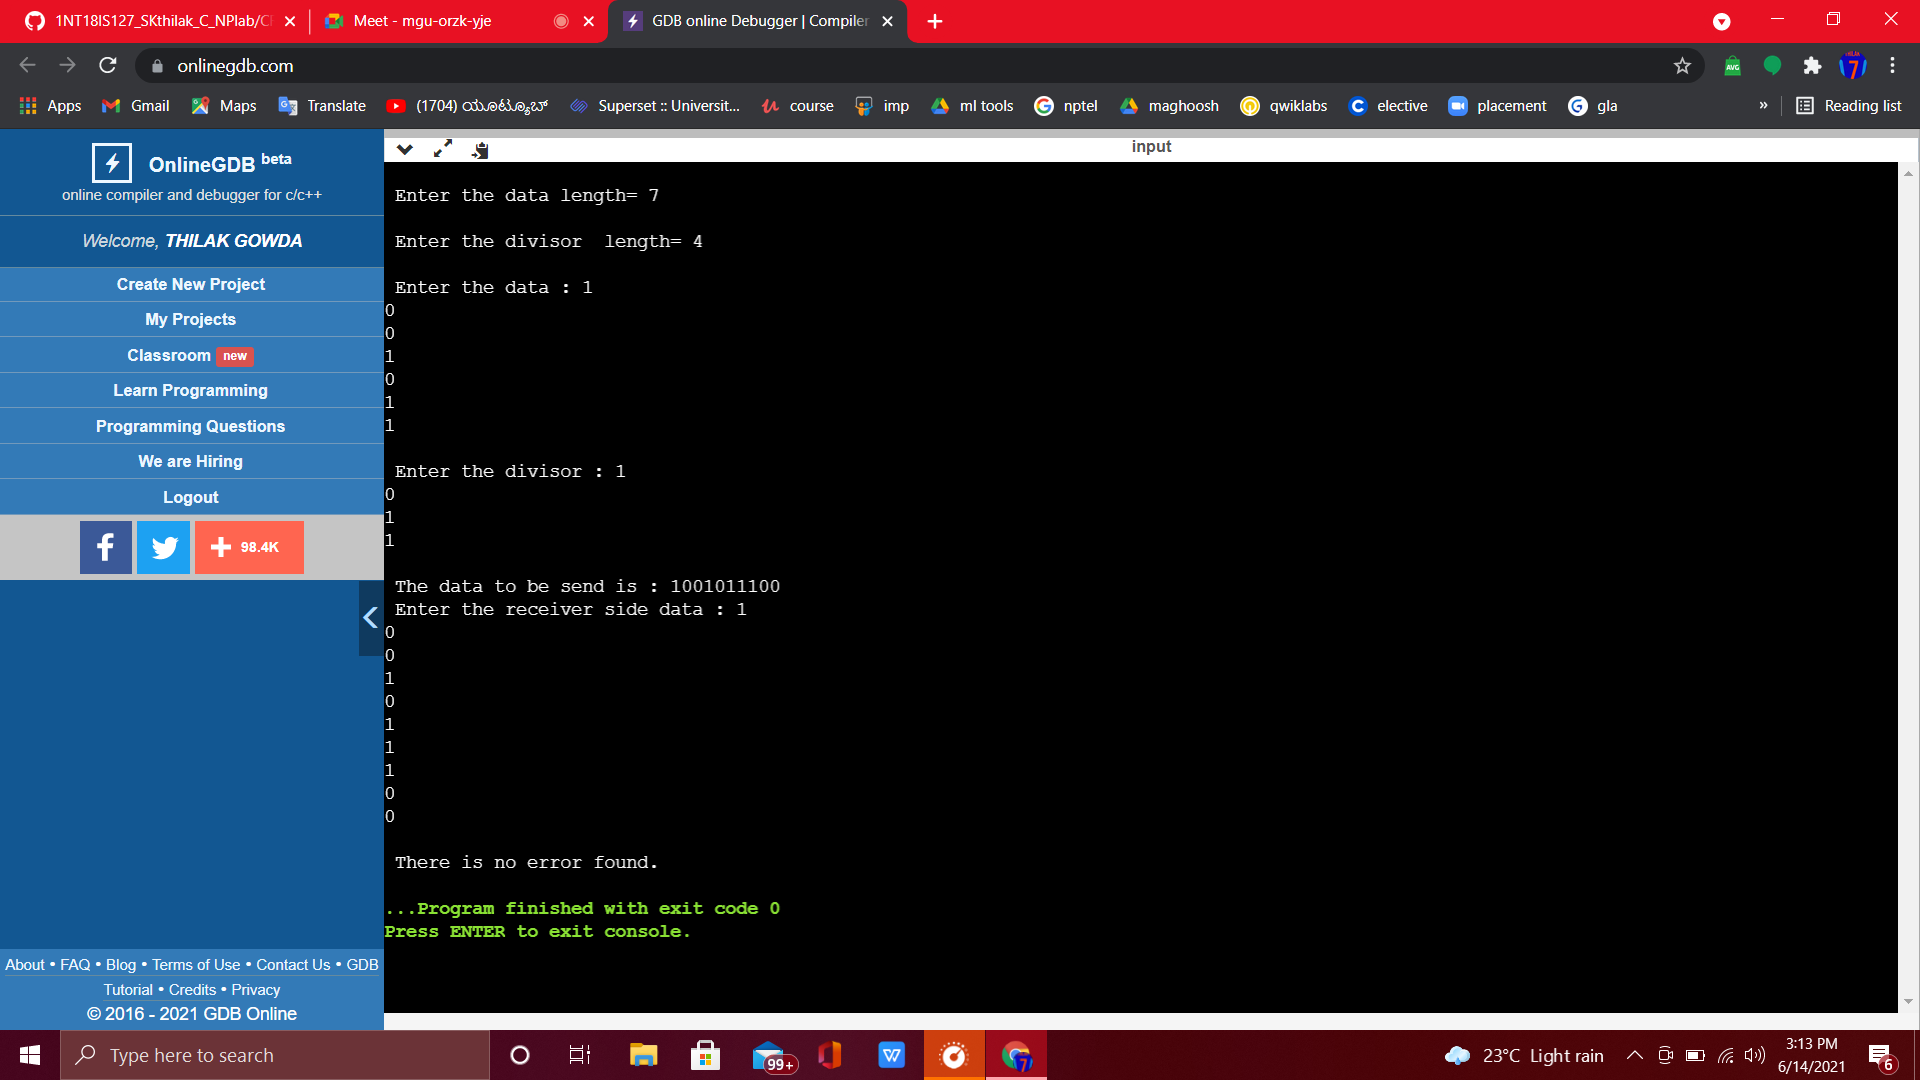 1NT18IS127_SKthilak_C_NPlab/C
Meet - mgu-orzk-yje
GDB online Debugger | Compiler
onlinegdb.com
AVG
Apps
Gmail
Maps
Translate
(1704) ಯೂಟ್ಯೂಬ್
Superset :: Universit...
course
imp
ml tools
nptel
maghoosh
qwiklabs
elective
placement
gla
»
Reading list
OnlineGDB beta
online compiler and debugger for c/c++
Welcome, THILAK GOWDA
Create New Project
My Projects
Classroom new
Learn Programming
Programming Questions
We are Hiring
Logout
98.4K
input
Enter the data length= 7
Enter the divisor  length= 4
Enter the data : 1
0
0
1
0
1
1
Enter the divisor : 1
0
1
1
The data to be send is : 1001011100
Enter the receiver side data : 1
0
0
1
0
1
1
1
0
0
There is no error found.
...Program finished with exit code 0
Press ENTER to exit console.
About • FAQ • Blog • Terms of Use • Contact Us • GDB
Tutorial • Credits • Privacy
© 2016 - 2021 GDB Online
Type here to search
99+
23°C Light rain
3:13 PM
6/14/2021
6